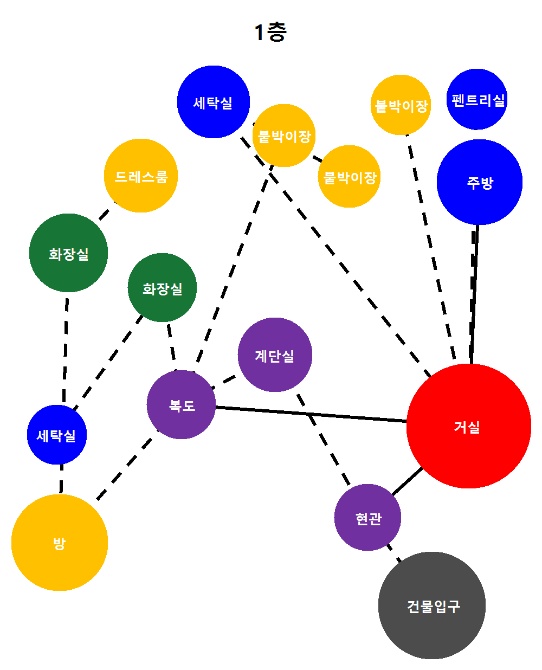 1층
세탁실
붙박이장
붙박이장
붙박이장
펜트리실
드레스룸
주방
화장실
화장실
계단실
복도
세탁실
거실
현관
방
건물입구